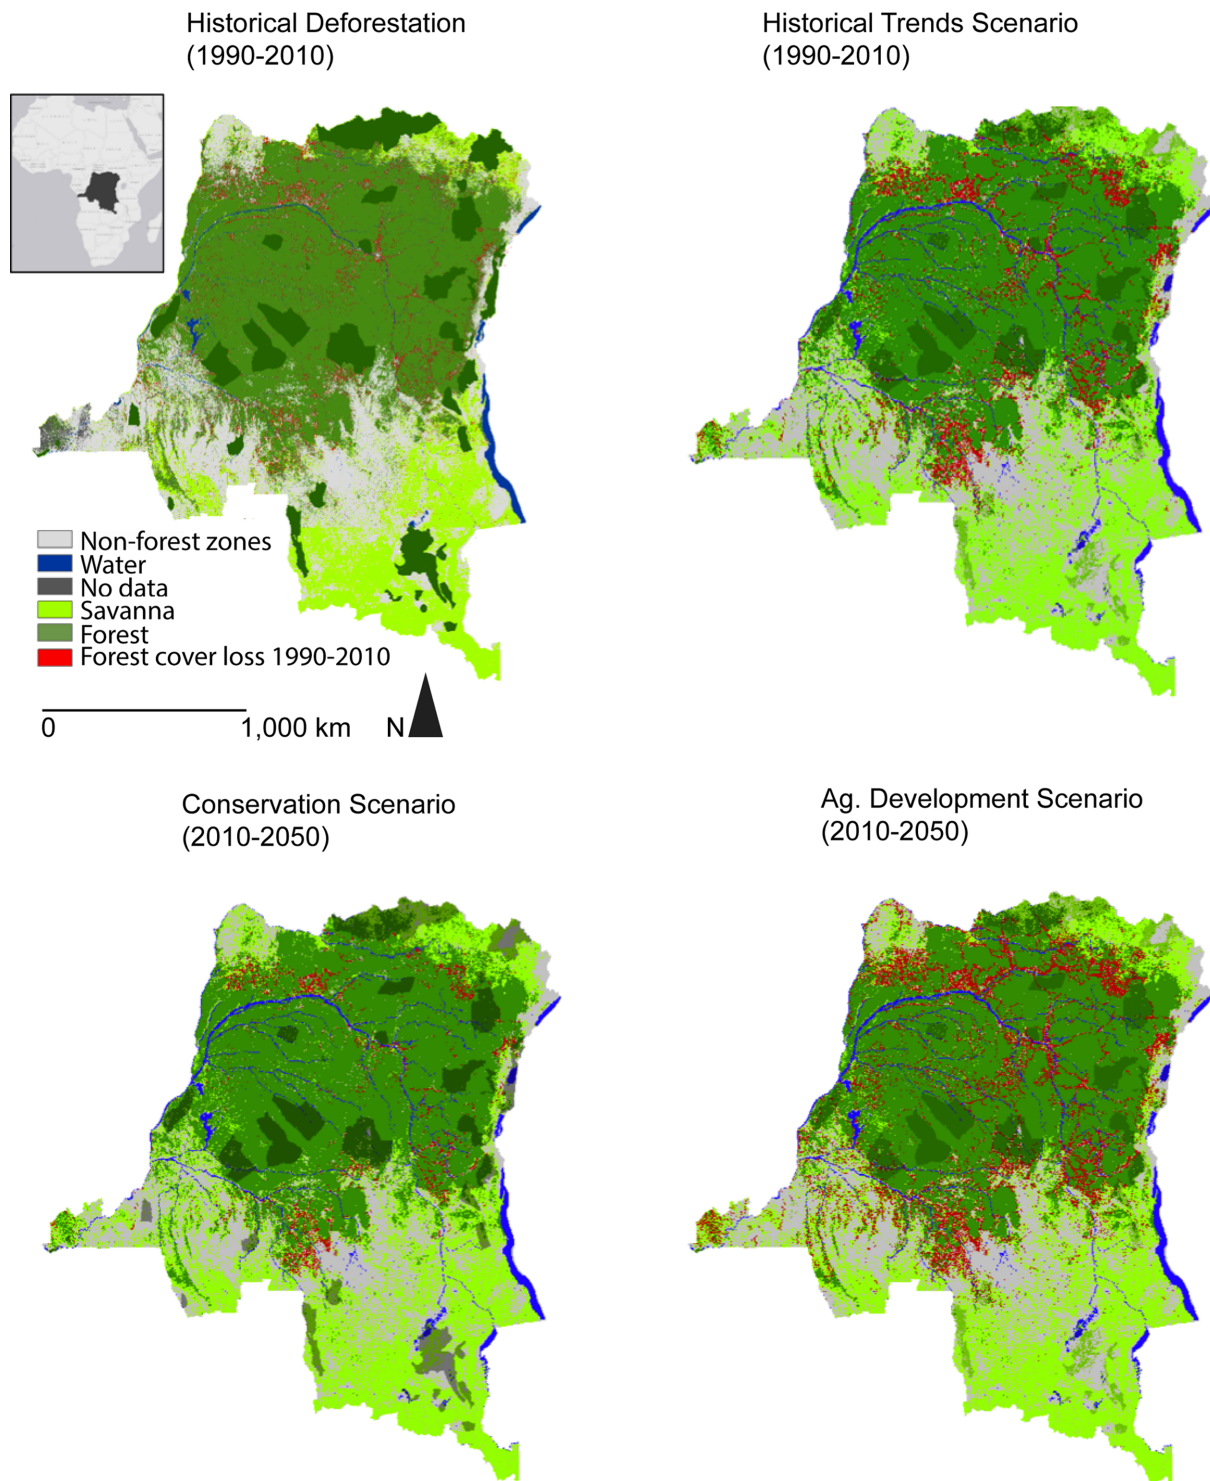 Historical Deforestation
(1990-2010)
Historical Trends Scenario
(1990-2010)
Non-forest zones
Water
No data
Savanna
Forest
Forest cover loss 1990-2010
0 1,000 km N
Conservation Scenario
(2010-2050)
Ag. Development Scenario
(2010-2050)